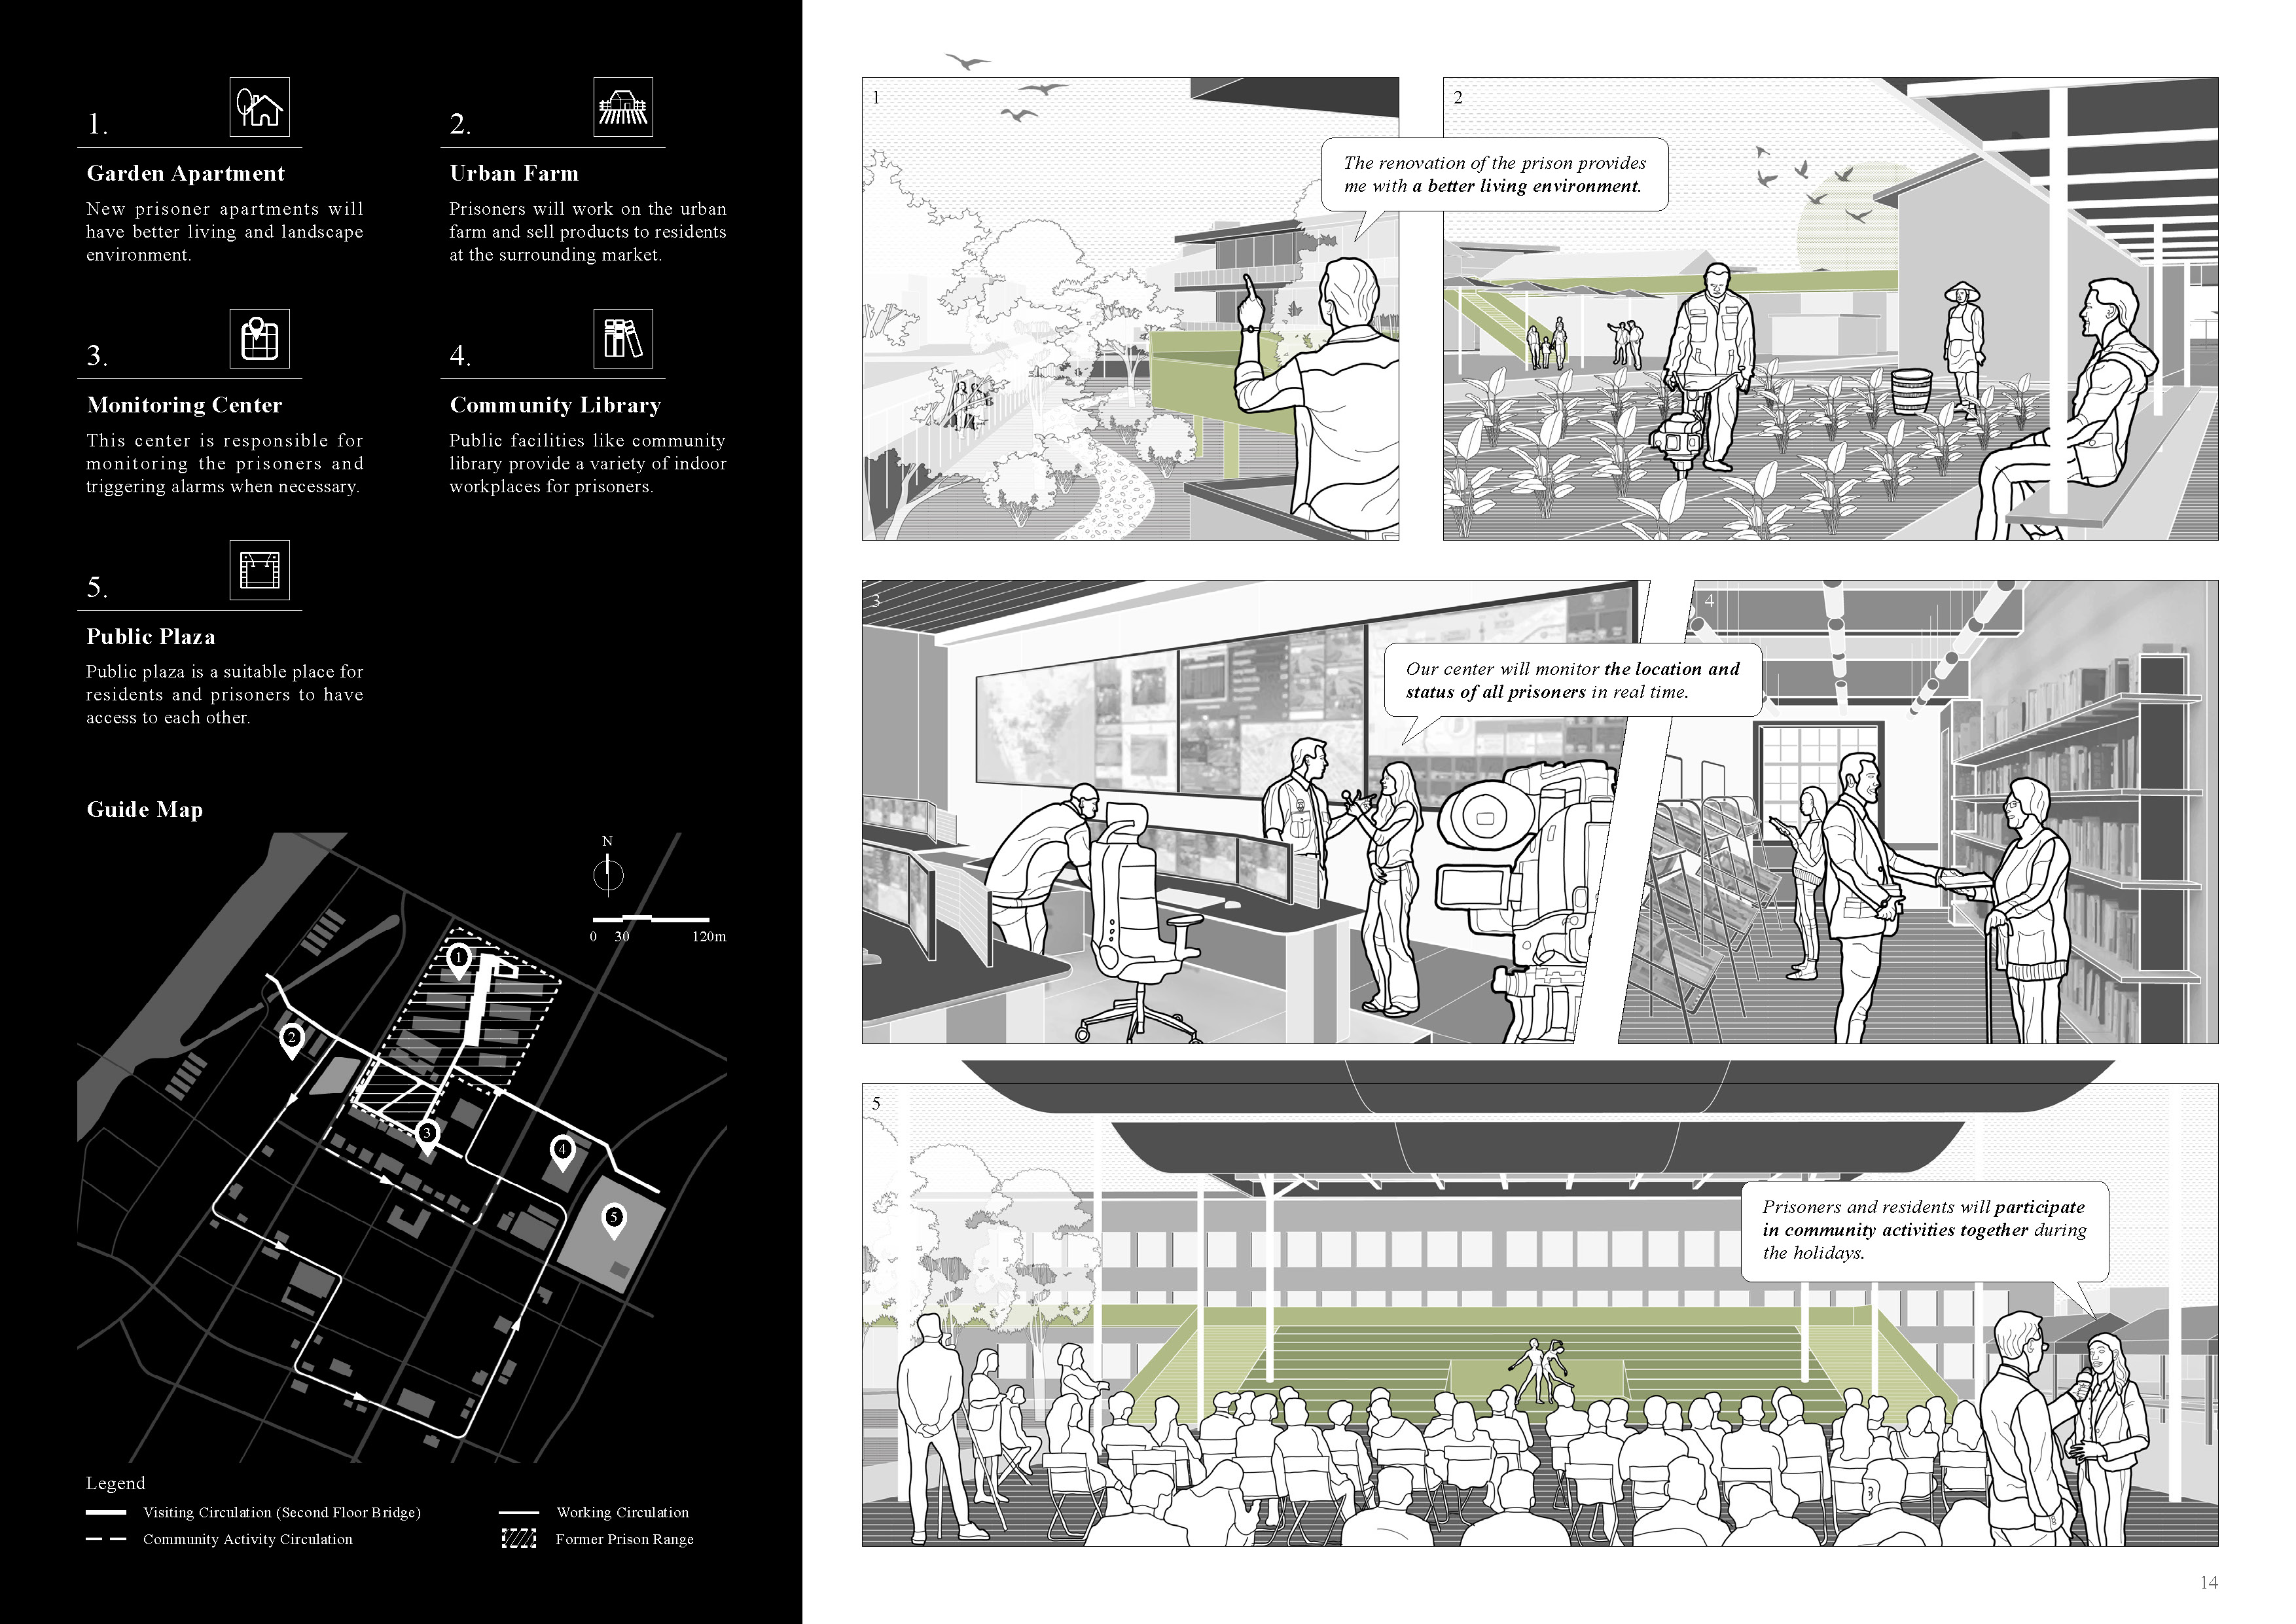 1.
Garden Apartment
New prisoner apartments will
have better living and landscape
environment.
2.
Urban Farm
Prisoners will work on the urban
farm and sell products to residents
at the surrounding market.
3.
Monitoring Center
This center is responsible for
monitoring the prisoners and
triggering alarms when necessary.
4.
Community Library
Public facilities like community
library provide a variety of indoor
workplaces for prisoners.
5.
Public Plaza
Public plaza is a suitable place for
residents and prisoners to have
access to each other.
Guide Map
N
0 30 120m
1
2
3
4
5
Legend
Visiting Circulation (Second Floor Bridge)
Working Circulation
Community Activity Circulation
Former Prison Range
1
The renovation of the prison provides
me with a better living environment.
2
3
Our center will monitor the location and
status of all prisoners in real time.
4
5
Prisoners and residents will participate
in community activities together during
the holidays.
14